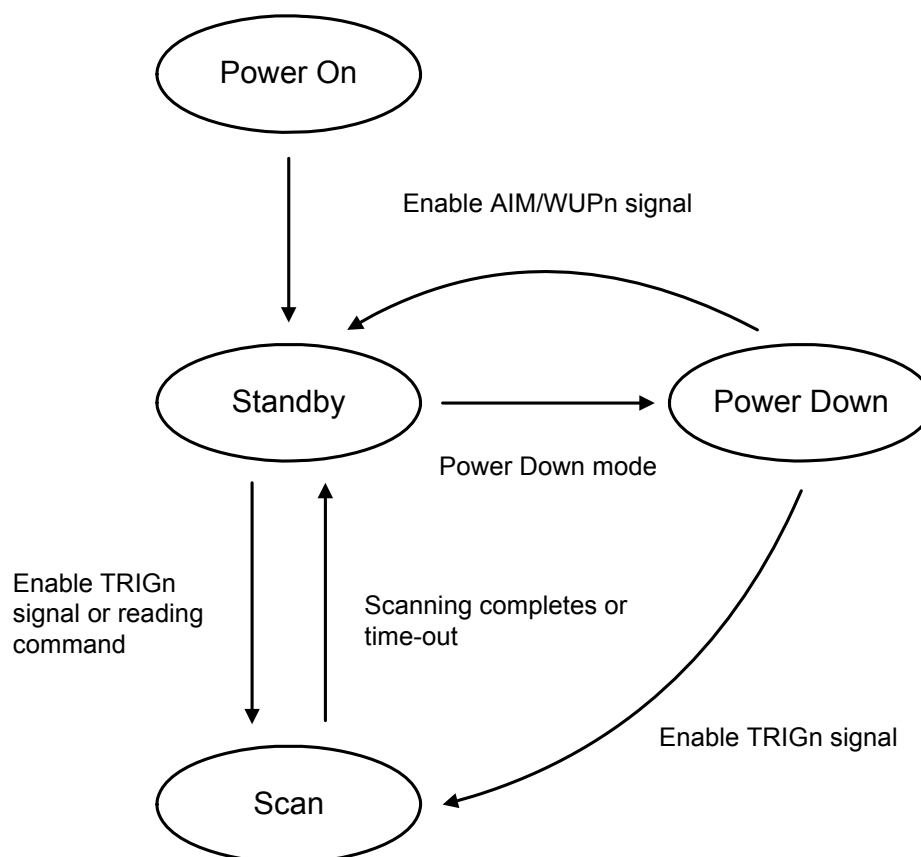 Power On
Enable AIM/WUPn signal
Standby
Power Down
Power Down mode
Enable TRIGn
signal or reading
command
Scanning completes or
time-out
Enable TRIGn signal
Scan